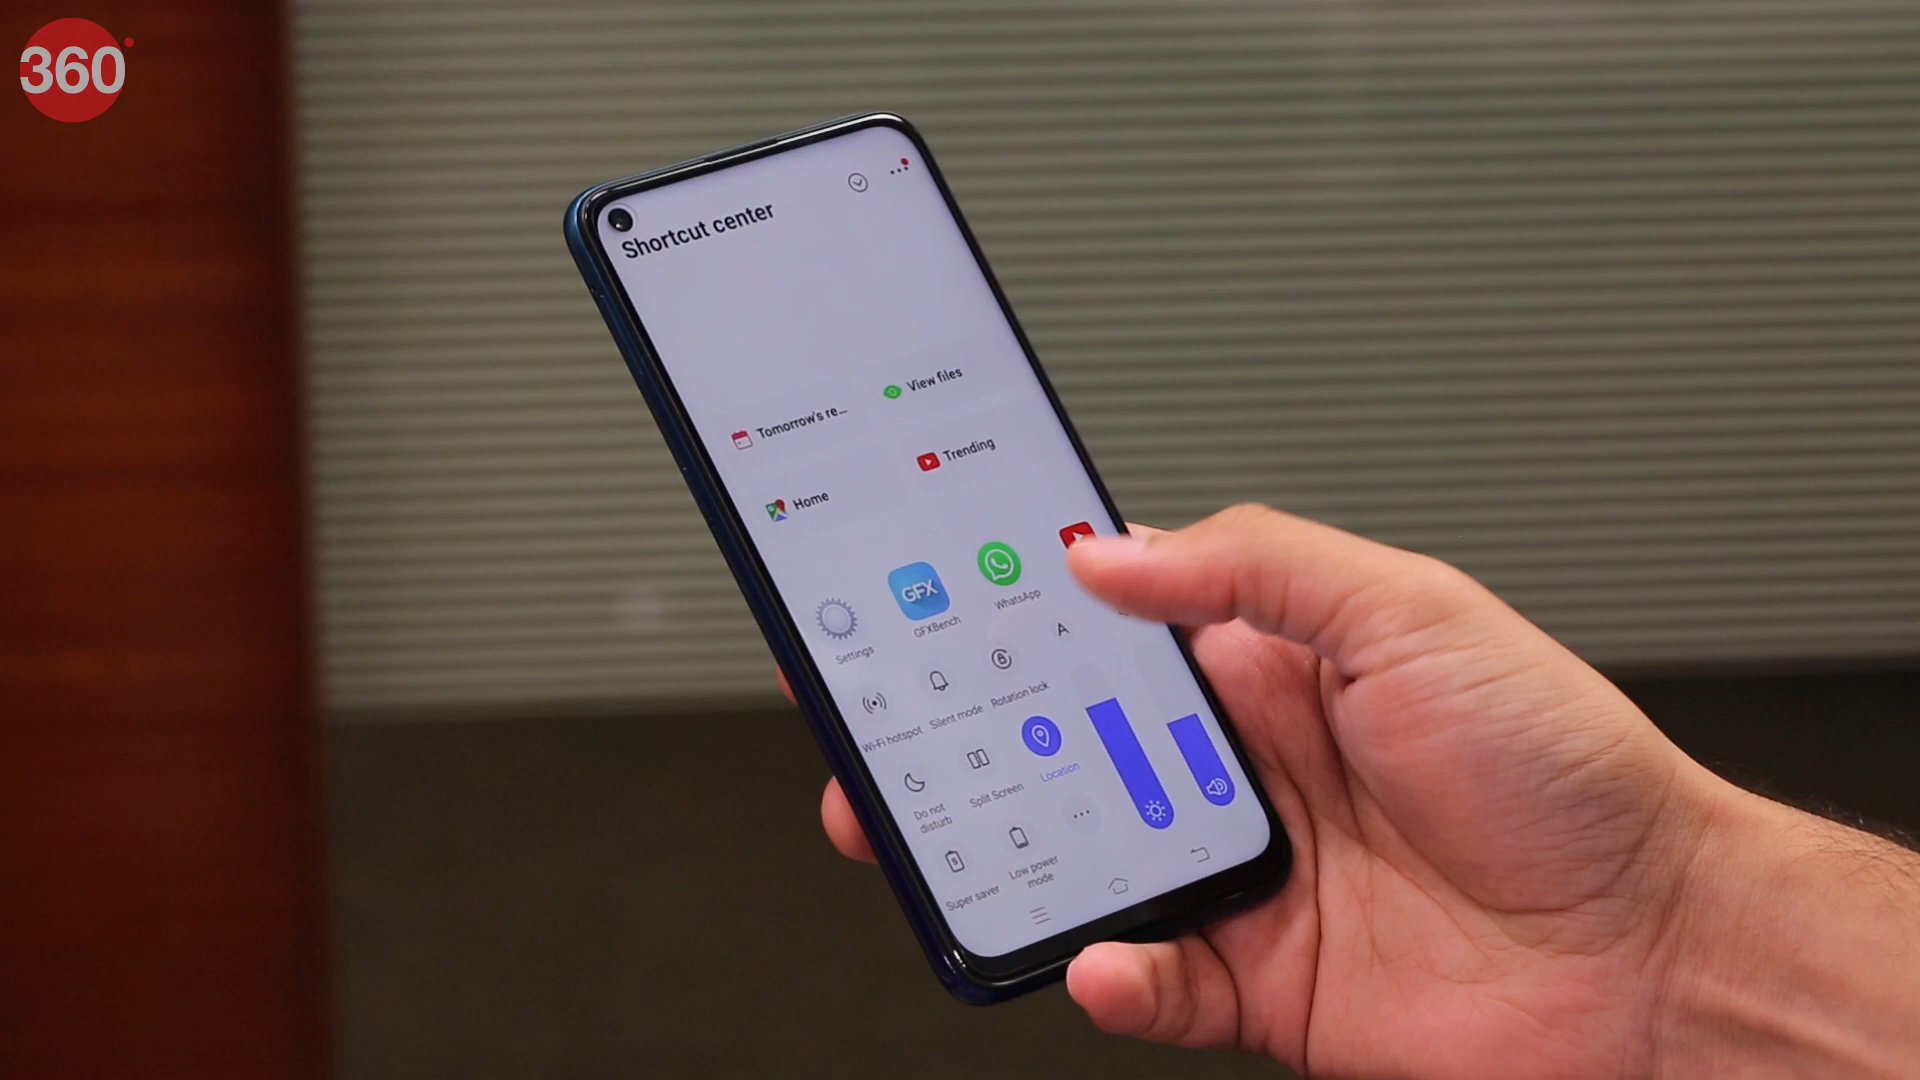 360
Shortcut center
View files
Tomorrow's re...
Trending
Home
GFX
WhatsApp
GFXBench
Settings
A
Rotation lock
Silent mode
Wi-Fi hotspot
Location
Split Screen
Do not
disturb
Low power
mode
Super saver